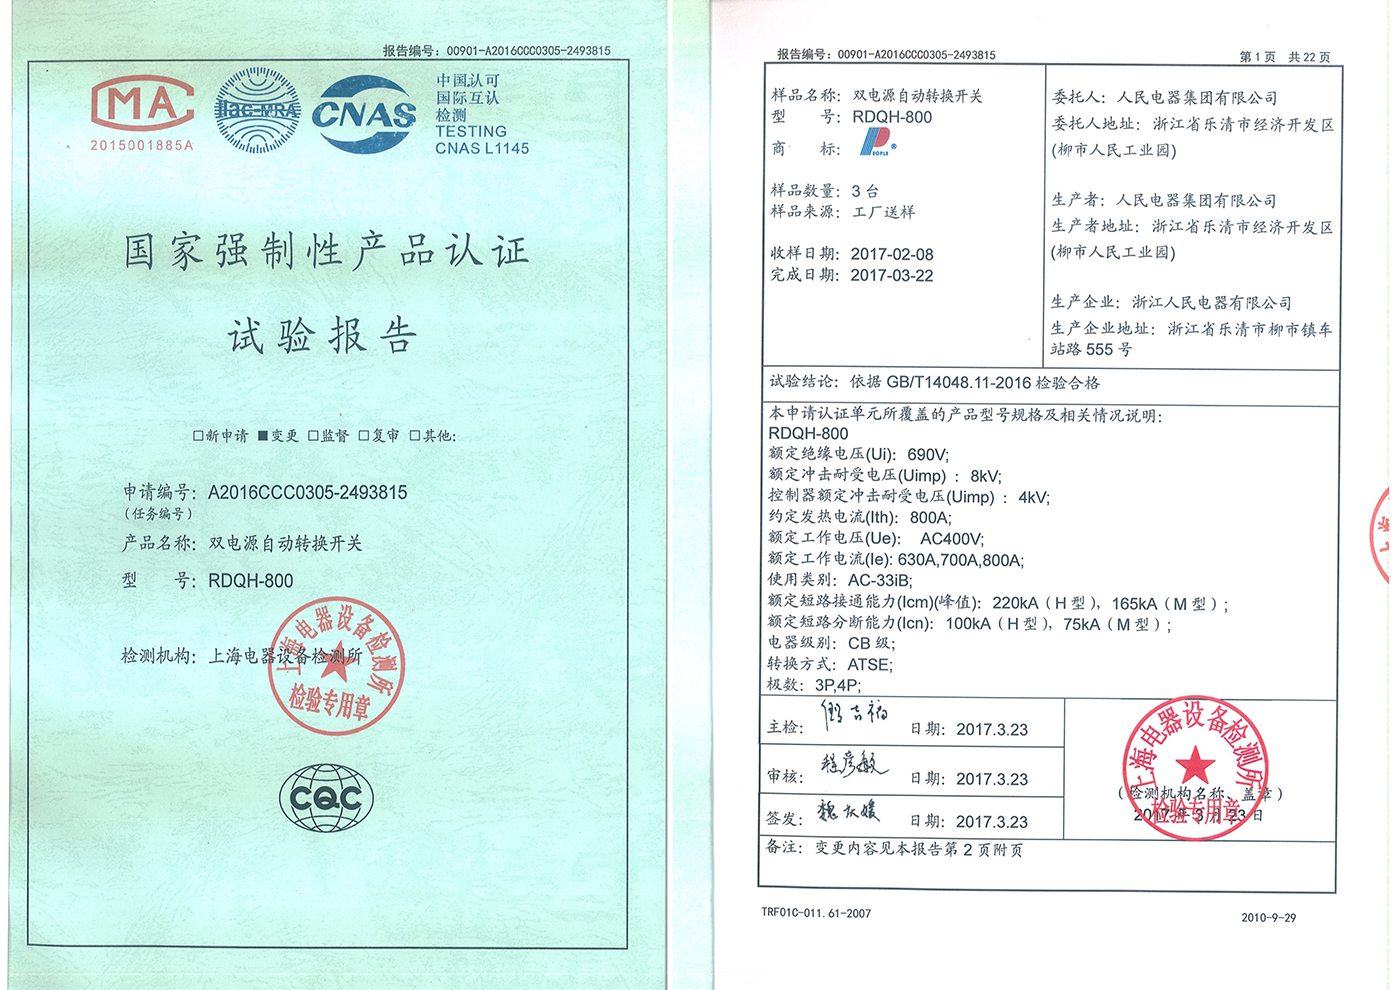 报告编号：00901-A2016CCC0305-2493815
MA
2015001885A
ilac-MRA
CNAS
中国认可
国际互认
检测
TESTING
CNAS L1145
国家强制性产品认证
试验报告
□新申请 ■变更 □监督 □复审 □其他：
申请编号：A2016CCC0305-2493815
（任务编号）
产品名称：双电源自动转换开关
型 号：RDQH-800
检测机构：上海电器设备检测所
上海电器设备检测所
检验专用章
CQC
报告编号：00901-A2016CCC0305-2493815
第 1 页 共 22 页
样品名称：双电源自动转换开关
型 号：RDQH-800
商 标：
PEOPLE ®
样品数量：3 台
样品来源：工厂送样
收样日期：2017-02-08
完成日期：2017-03-22
委托人：人民电器集团有限公司
委托人地址：浙江省乐清市经济开发区
(柳市人民工业园)
生产者：人民电器集团有限公司
生产者地址：浙江省乐清市经济开发区
(柳市人民工业园)
生产企业：浙江人民电器有限公司
生产企业地址：浙江省乐清市柳市镇车
站路 555 号
试验结论：依据 GB/T14048.11-2016 检验合格
本申请认证单元所覆盖的产品型号规格及相关情况说明：
RDQH-800
额定绝缘电压(Ui)：690V;
额定冲击耐受电压(Uimp)：8kV;
控制器额定冲击耐受电压(Uimp)：4kV;
约定发热电流(Ith)：800A;
额定工作电压(Ue)： AC400V;
额定工作电流(Ie): 630A,700A,800A;
使用类别：AC-33iB;
额定短路接通能力(Icm)(峰值)：220kA（H 型），165kA（M 型）;
额定短路分断能力(Icn)：100kA（H 型），75kA（M 型）;
电器级别：CB 级;
转换方式：ATSE;
极数：3P,4P;
主检： 日期：2017.3.23
审核：程彦敏 日期：2017.3.23
签发： 日期：2017.3.23
上海电器设备检测所
（检测机构名称、盖章）
检验专用章
2017 年 3 月 23 日
备注：变更内容见本报告第 2 页附页
TRF01C-011.61-2007
2010-9-29